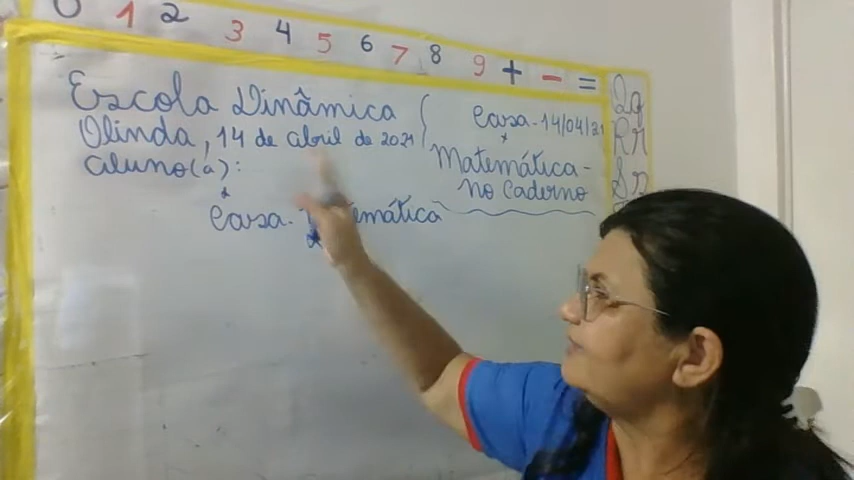 0 1 2 3 4 5 6 7 8 9 + - =
Escola Dinâmica
Olinda, 14 de abril de 2021
Aluno(a):
Casa - Matemática
Casa - 14/04/21
Matemática -
no Caderno
Qq
Rr
Ss